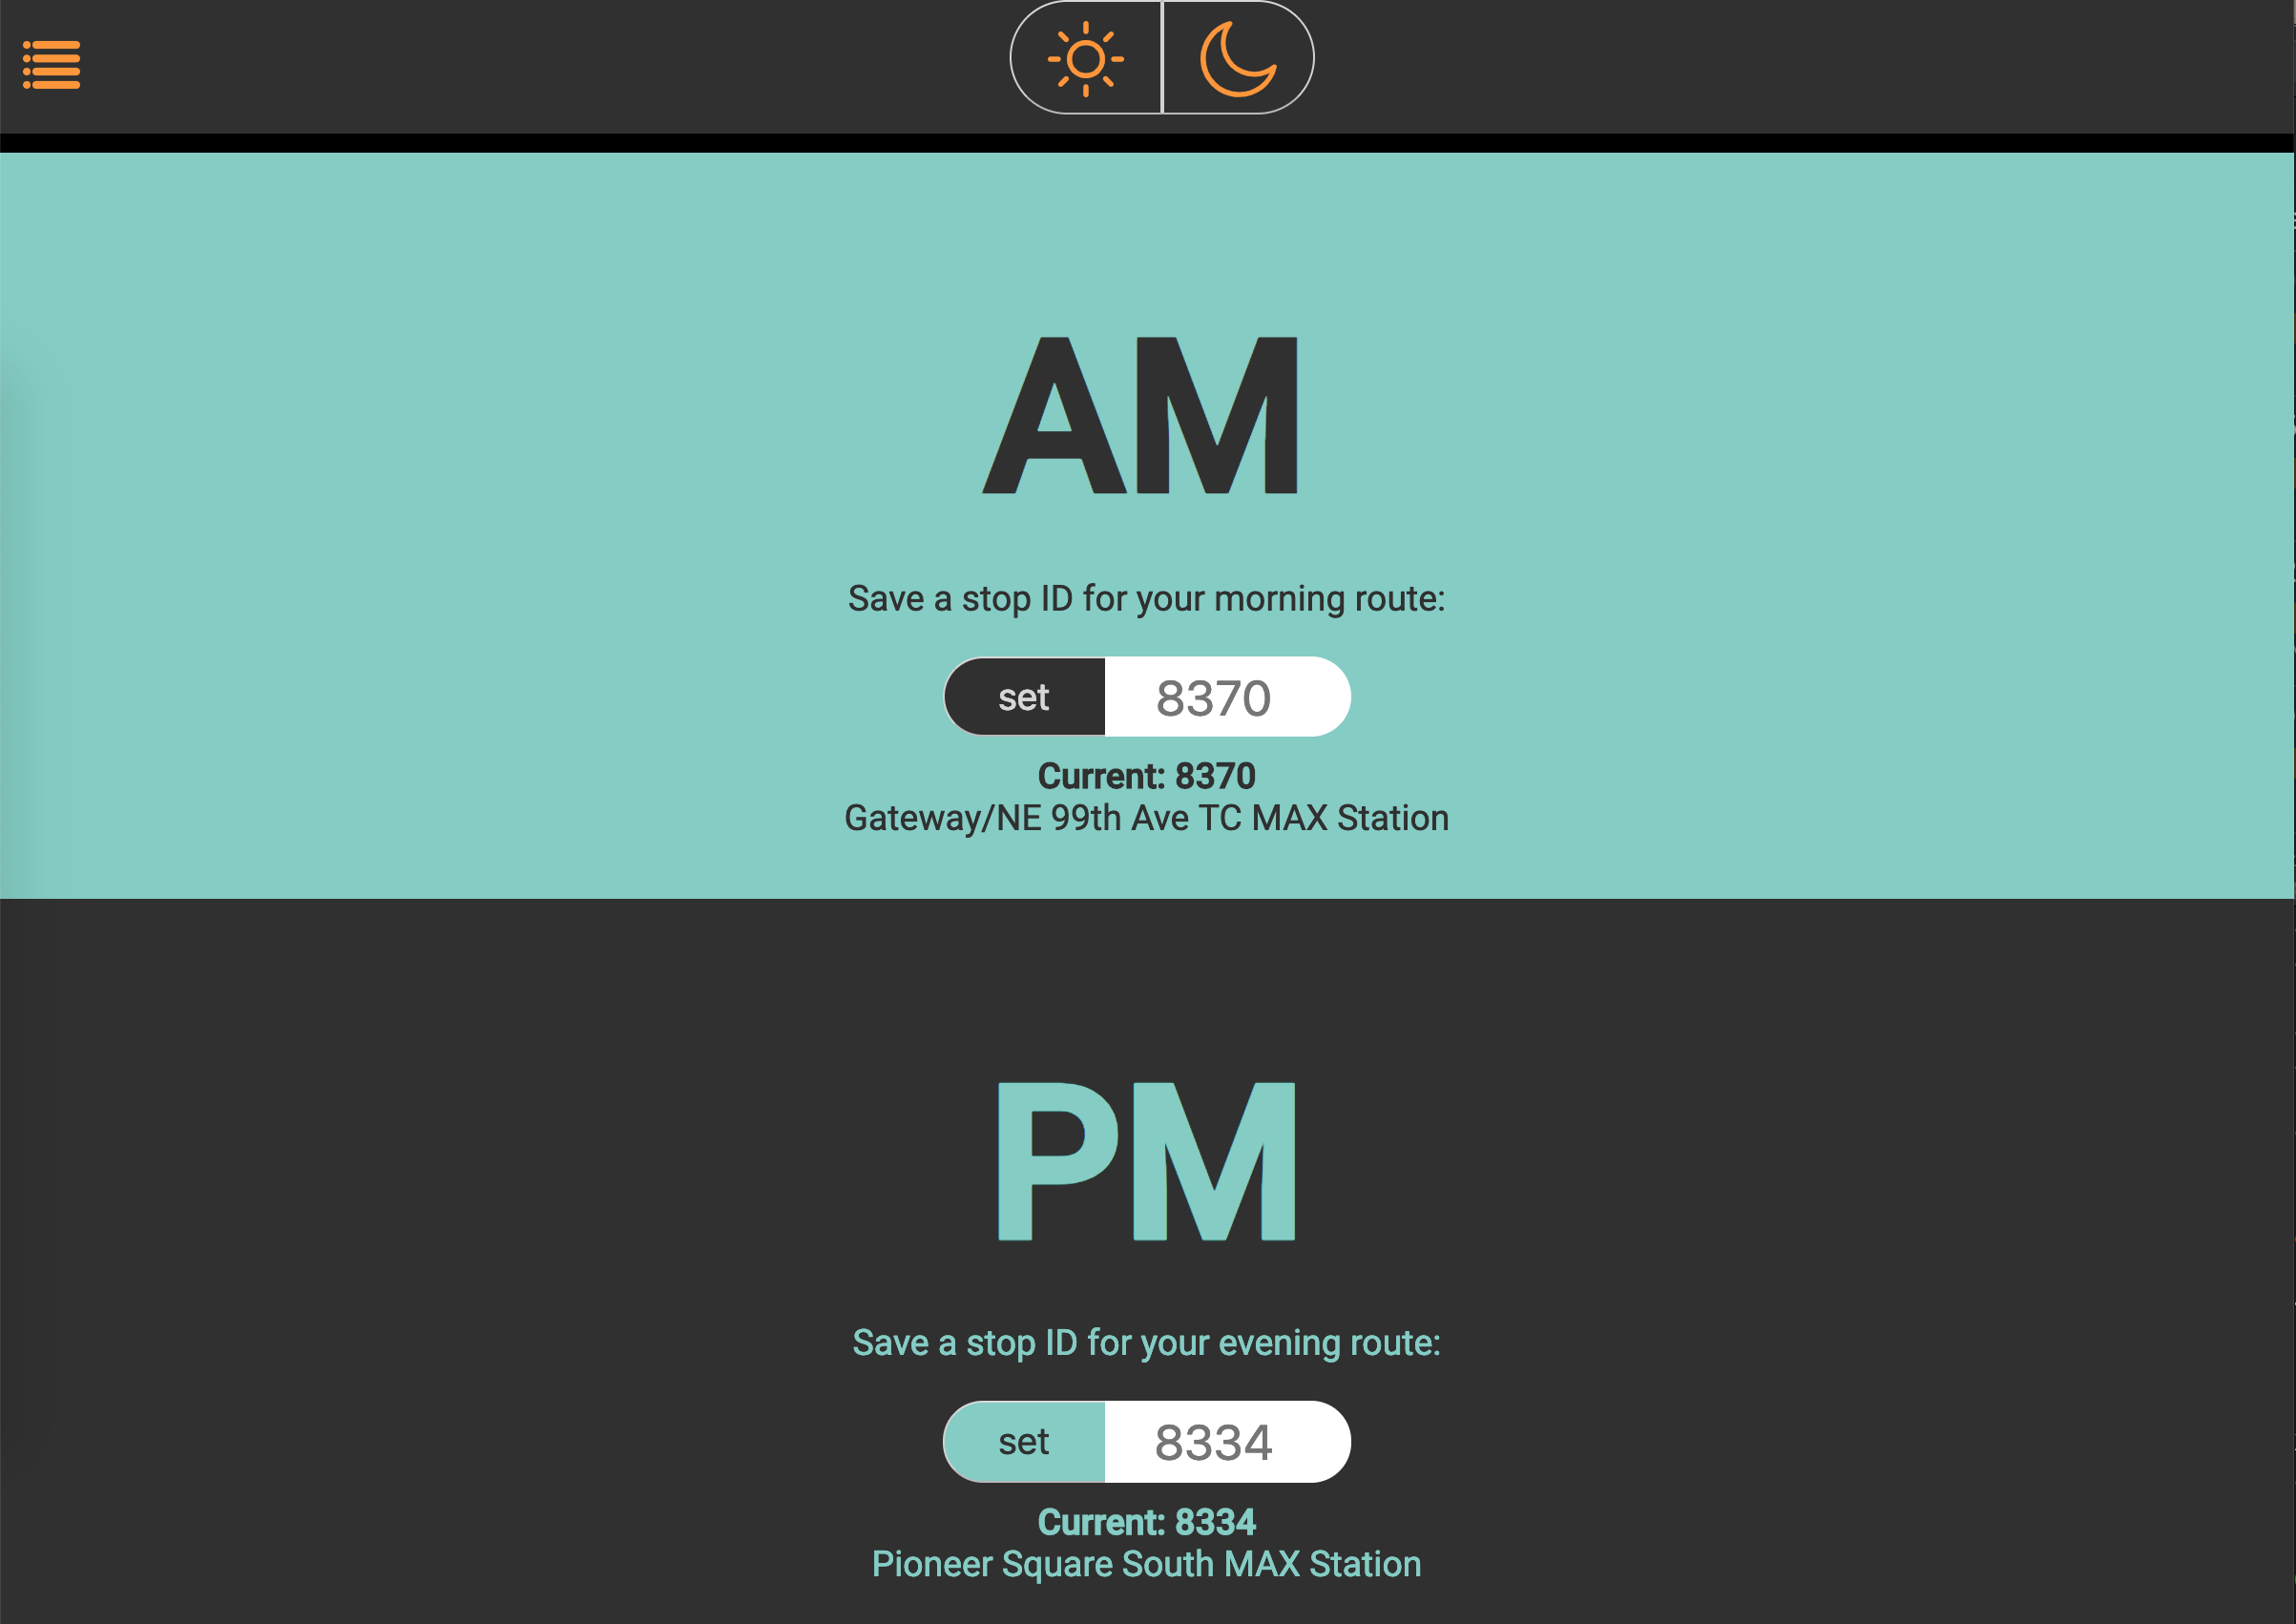 AM
Save a stop ID for your morning route:
set 8370
Current: 8370
Gateway/NE 99th Ave TC MAX Station
PM
Save a stop ID for your evening route:
set 8334
Current: 8334
Pioneer Square South MAX Station